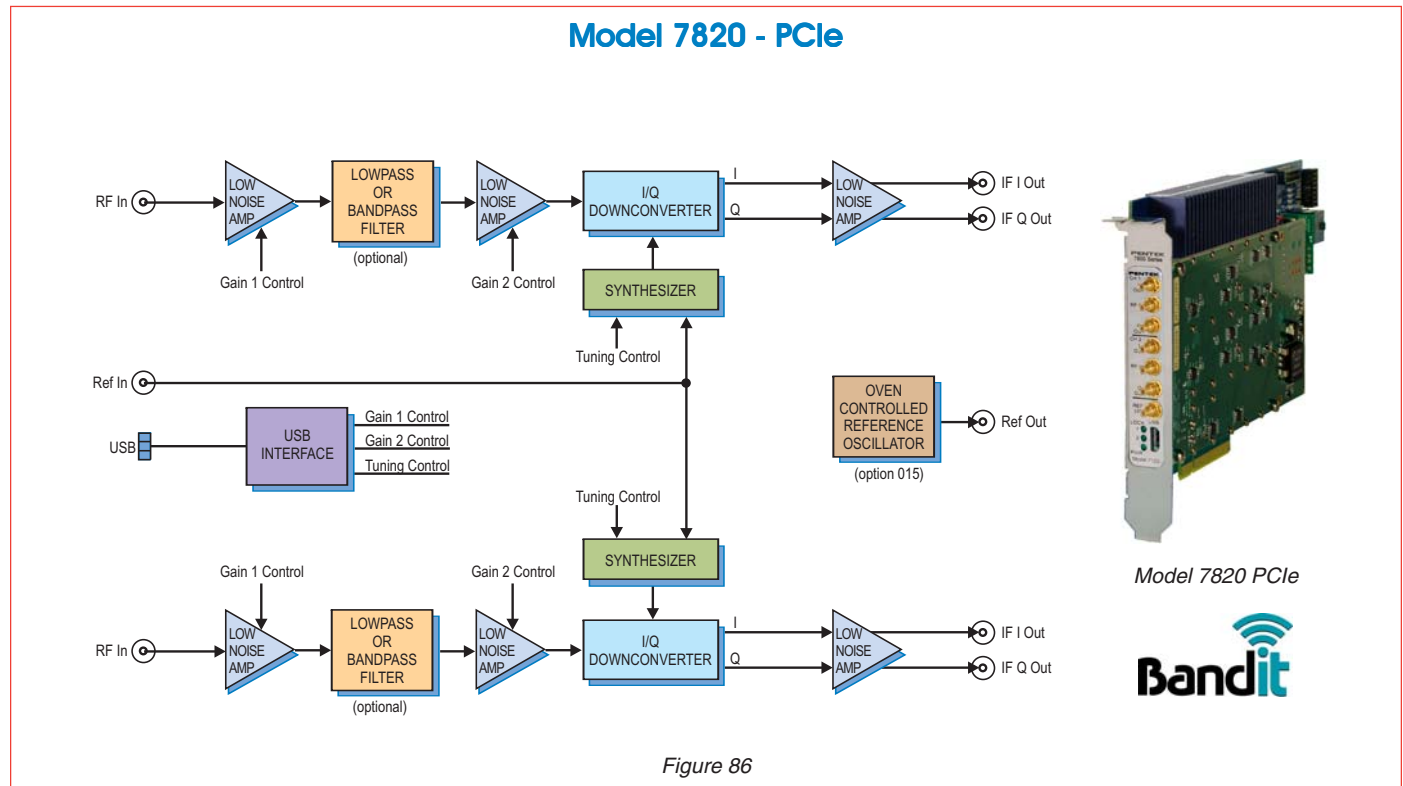 Model 7820 - PCIe
RF In
LOW
NOISE
AMP
Gain 1 Control
LOWPASS
OR
BANDPASS
FILTER
(optional)
LOW
NOISE
AMP
Gain 2 Control
I/Q
DOWNCONVERTER
I
Q
LOW
NOISE
AMP
IF I Out
IF Q Out
SYNTHESIZER
Tuning Control
Ref In
USB
USB
INTERFACE
Gain 1 Control
Gain 2 Control
Tuning Control
OVEN
CONTROLLED
REFERENCE
OSCILLATOR
(option 015)
Ref Out
Tuning Control
SYNTHESIZER
RF In
Gain 1 Control
LOW
NOISE
AMP
LOWPASS
OR
BANDPASS
FILTER
(optional)
Gain 2 Control
LOW
NOISE
AMP
I/Q
DOWNCONVERTER
I
Q
LOW
NOISE
AMP
IF I Out
IF Q Out
PENTEK
PENTEK
Model 7820 PCIe
Bandit
Figure 86